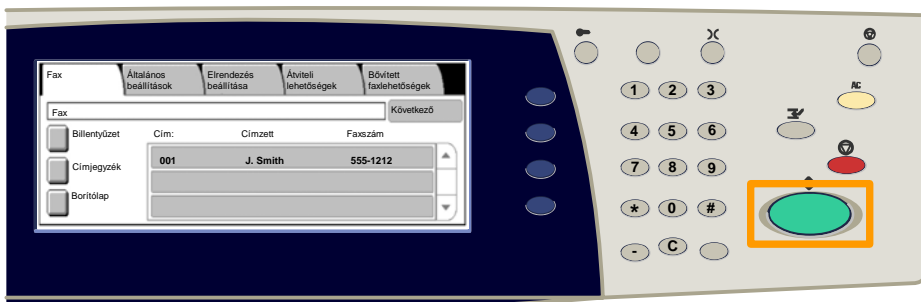 Fax
Általános
beállítások
Elrendezés
beállítása
Átviteli
lehetőségek
Bővített
faxlehetőségek
Fax
Következő
Billentyűzet
Cím:
Címzett
Faxszám
001
J. Smith
555-1212
Címjegyzék
Borítólap
1 2 3
4 5 6
7 8 9
* 0 #
- C
AC